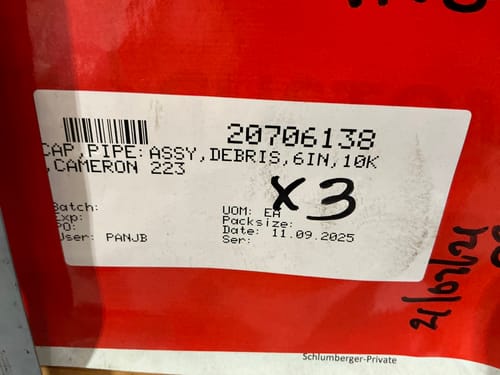 20706138
CAP,PIPE:ASSY,DEBRIS,6IN,10K
,CAMERON 223
X3
Batch:
Exp:
PO:
User: PANJB
UOM: EA
Packsize:
Date: 11.09.2025
Ser:
Schlumberger-Private